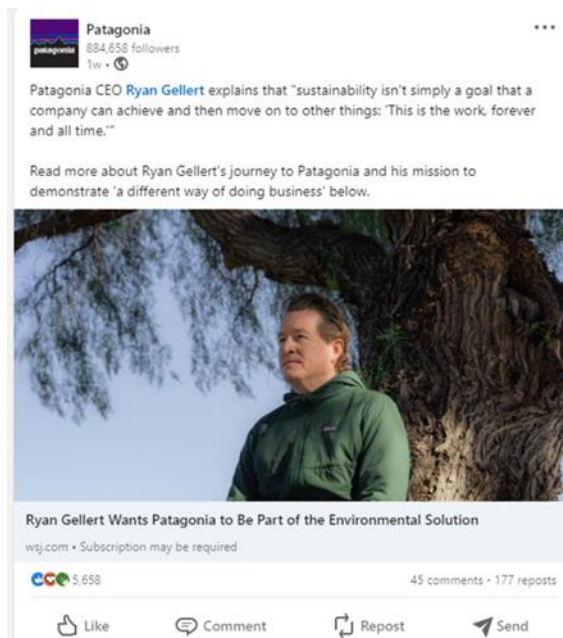 Patagonia
patagonia
884,658 followers
1w •
Patagonia CEO Ryan Gellert explains that "sustainability isn't simply a goal that a
company can achieve and then move on to other things: 'This is the work, forever
and all time.'"
Read more about Ryan Gellert's journey to Patagonia and his mission to
demonstrate 'a different way of doing business' below.
Ryan Gellert Wants Patagonia to Be Part of the Environmental Solution
wsj.com • Subscription may be required
5,658
45 comments • 177 reposts
Like
Comment
Repost
Send